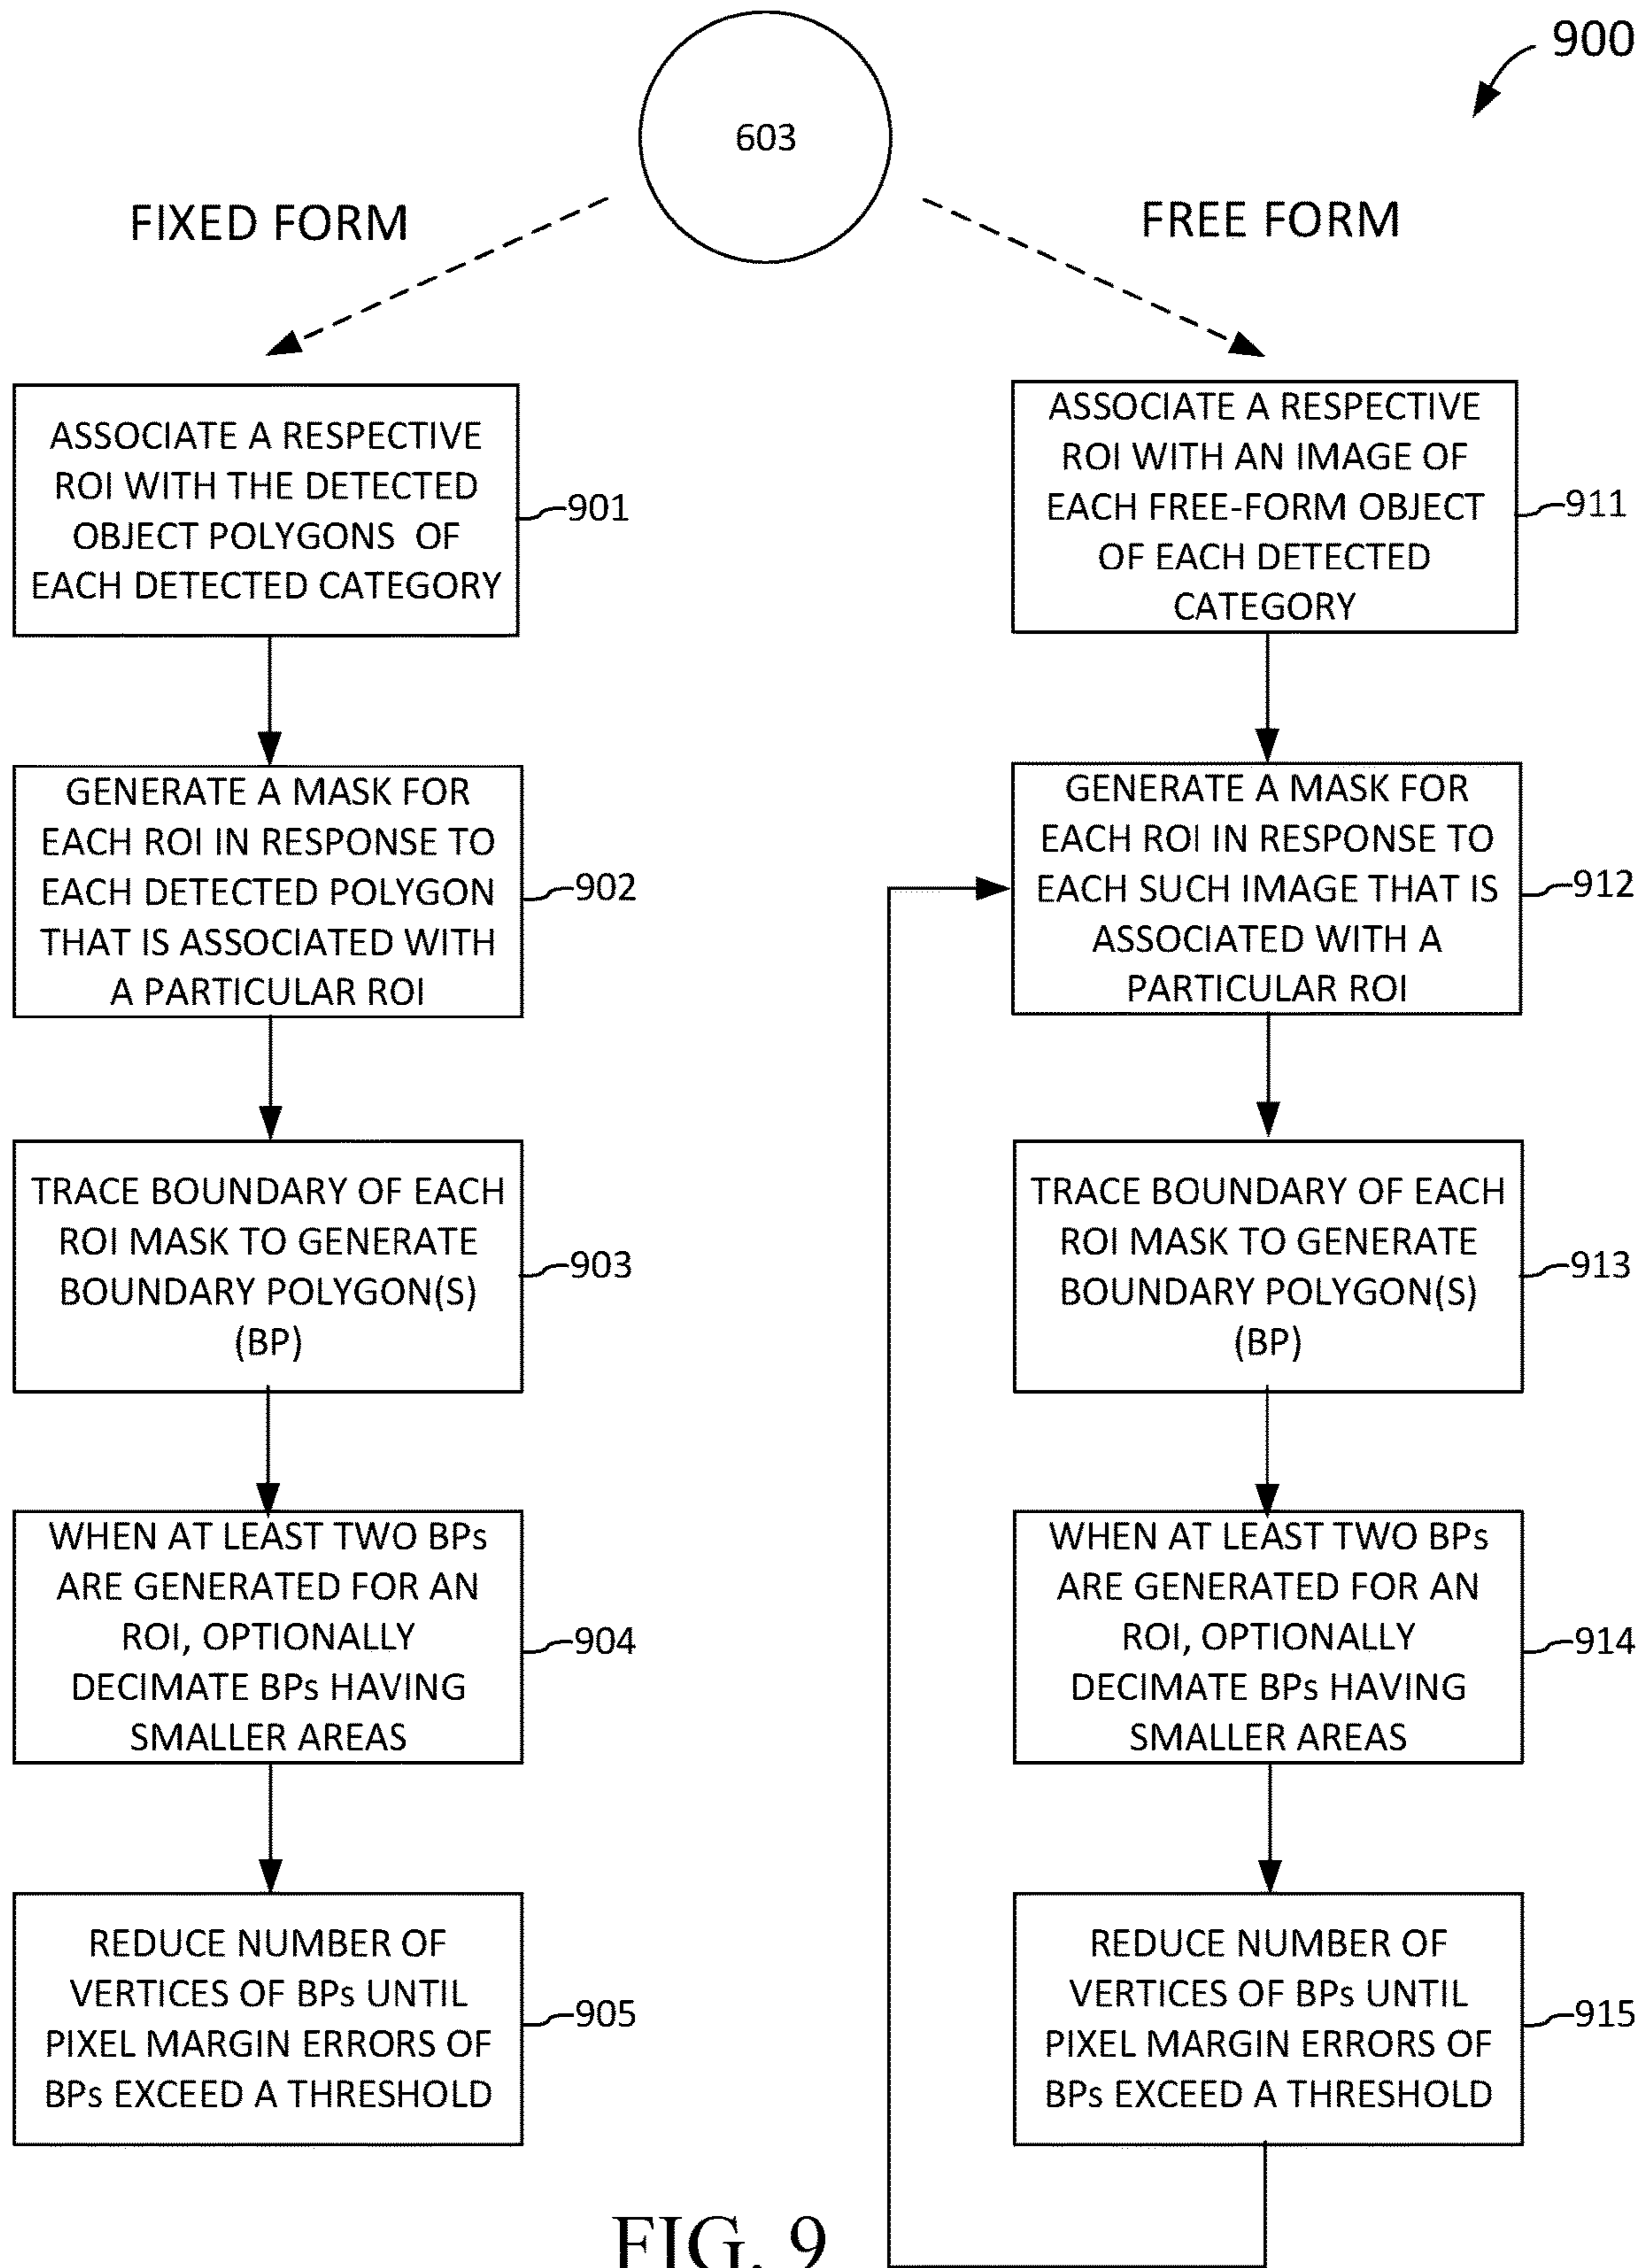 900
603
FIXED FORM
FREE FORM
ASSOCIATE A RESPECTIVE
ROI WITH THE DETECTED
OBJECT POLYGONS OF
EACH DETECTED CATEGORY
901
GENERATE A MASK FOR
EACH ROI IN RESPONSE TO
EACH DETECTED POLYGON
THAT IS ASSOCIATED WITH
A PARTICULAR ROI
902
TRACE BOUNDARY OF EACH
ROI MASK TO GENERATE
BOUNDARY POLYGON(S)
(BP)
903
WHEN AT LEAST TWO BPs
ARE GENERATED FOR AN
ROI, OPTIONALLY
DECIMATE BPs HAVING
SMALLER AREAS
904
REDUCE NUMBER OF
VERTICES OF BPs UNTIL
PIXEL MARGIN ERRORS OF
BPs EXCEED A THRESHOLD
905
ASSOCIATE A RESPECTIVE
ROI WITH AN IMAGE OF
EACH FREE-FORM OBJECT
OF EACH DETECTED
CATEGORY
911
GENERATE A MASK FOR
EACH ROI IN RESPONSE TO
EACH SUCH IMAGE THAT IS
ASSOCIATED WITH A
PARTICULAR ROI
912
TRACE BOUNDARY OF EACH
ROI MASK TO GENERATE
BOUNDARY POLYGON(S)
(BP)
913
WHEN AT LEAST TWO BPs
ARE GENERATED FOR AN
ROI, OPTIONALLY
DECIMATE BPs HAVING
SMALLER AREAS
914
REDUCE NUMBER OF
VERTICES OF BPs UNTIL
PIXEL MARGIN ERRORS OF
BPs EXCEED A THRESHOLD
915
FIG. 9